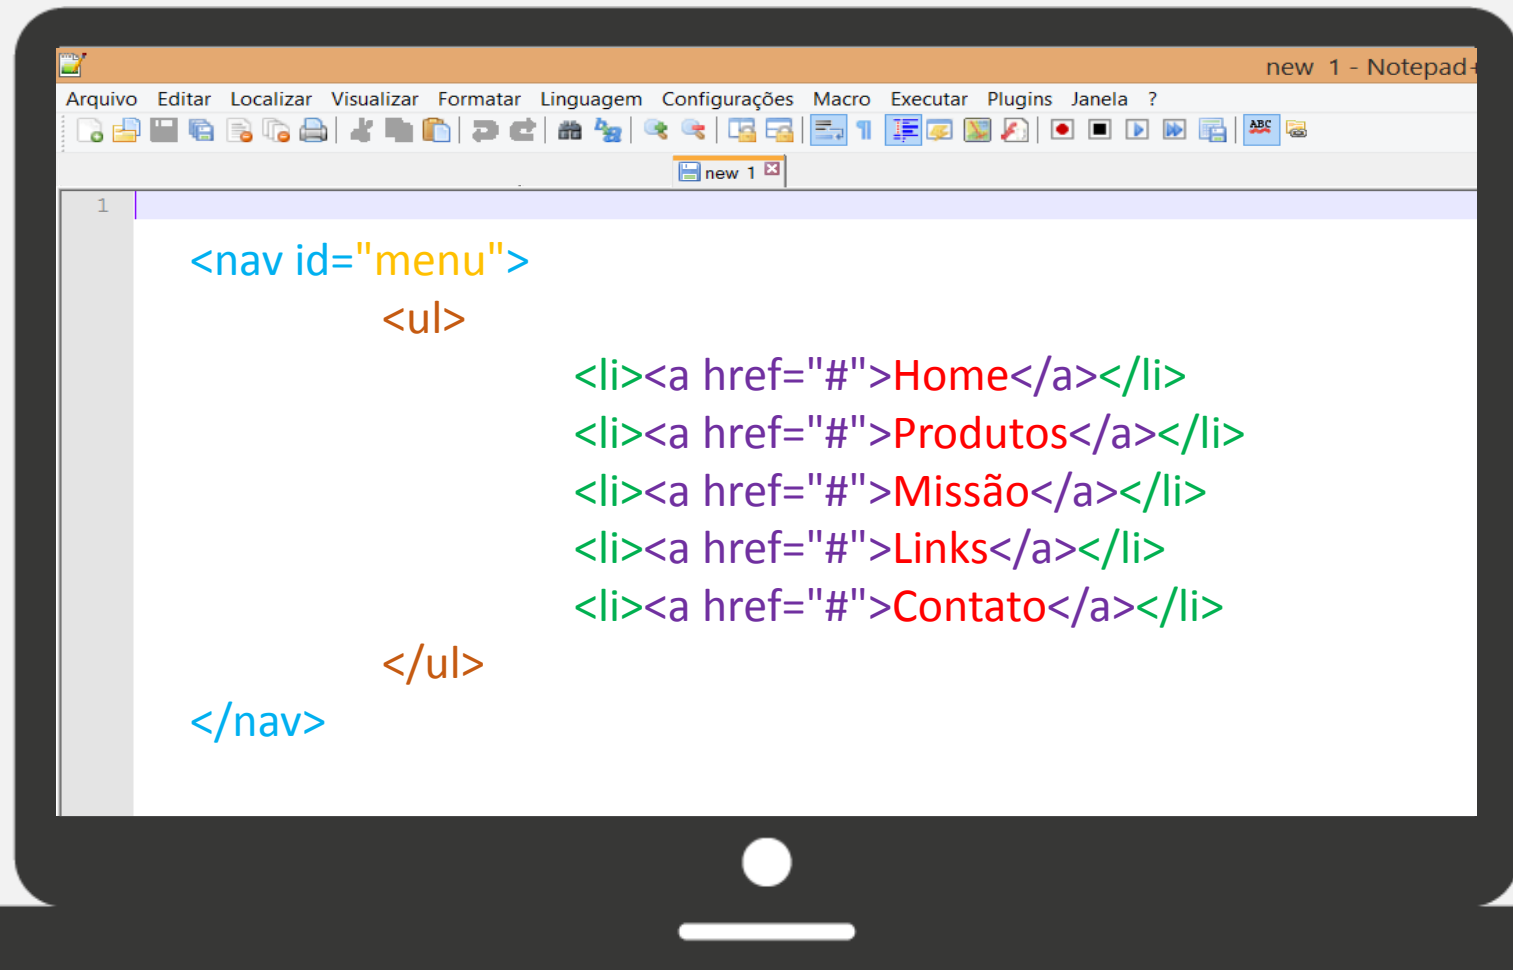 new 1 - Notepad+
Arquivo Editar Localizar Visualizar Formatar Linguagem Configurações Macro Executar Plugins Janela ?
ABC
new 1
1
<nav id="menu">
<ul>
<li><a href="#">Home</a></li>
<li><a href="#">Produtos</a></li>
<li><a href="#">Missão</a></li>
<li><a href="#">Links</a></li>
<li><a href="#">Contato</a></li>
</ul>
</nav>